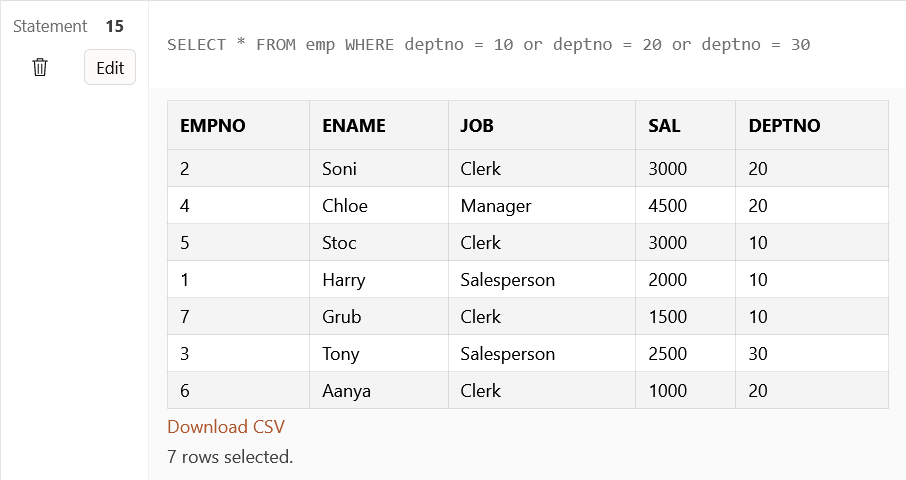 Statement 15
Edit
SELECT * FROM emp WHERE deptno = 10 or deptno = 20 or deptno = 30
EMPNO ENAME JOB SAL DEPTNO
2 Soni Clerk 3000 20
4 Chloe Manager 4500 20
5 Stoc Clerk 3000 10
1 Harry Salesperson 2000 10
7 Grub Clerk 1500 10
3 Tony Salesperson 2500 30
6 Aanya Clerk 1000 20
Download CSV
7 rows selected.